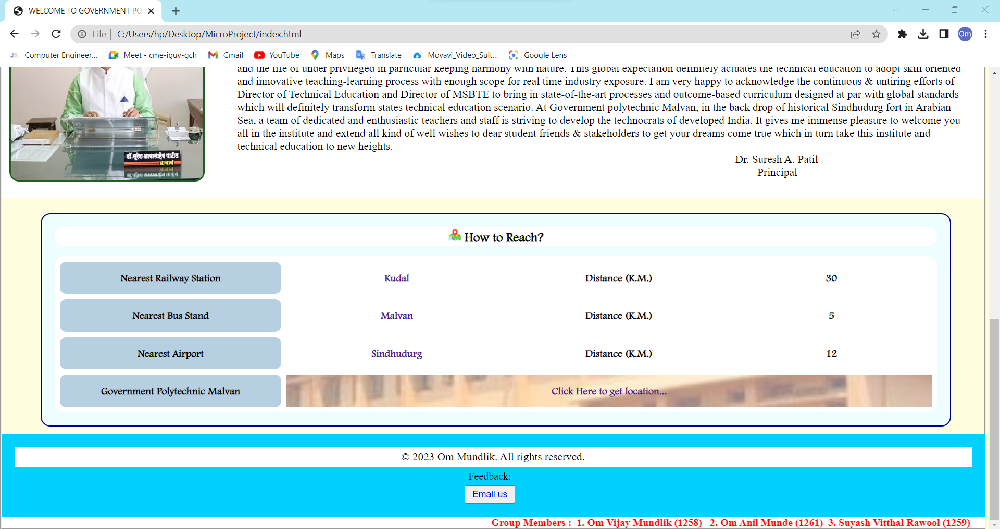 WELCOME TO GOVERNMENT PO
File | C:/Users/hp/Desktop/MicroProject/index.html
Om
Computer Engineer... Meet - cme-iguv-gch Gmail YouTube Maps Translate Movavi_Video_Suit... Google Lens
and the life of under privileged in particular keeping harmony with nature. This global expectation definitely actuates the technical education to adopt skill oriented
and innovative teaching-learning process with enough scope for real time industry exposure. I am very happy to acknowledge the continuous & untiring efforts of
Director of Technical Education and Director of MSBTE to bring in state-of-the-art processes and outcome-based curriculum designed at par with global standards
which will definitely transform states technical education scenario. At Government polytechnic Malvan, in the back drop of historical Sindhudurg fort in Arabian
Sea, a team of dedicated and enthusiastic teachers and staff is striving to develop the technocrats of developed India. It gives me immense pleasure to welcome you
all in the institute and extend all kind of well wishes to dear student friends & stakeholders to get your dreams come true which in turn take this institute and
technical education to new heights.
डॉ.सुरेश आबासाहेब पाटील
प्राचार्य
Dr. Suresh A. Patil
Principal
How to Reach?
Nearest Railway Station Kudal Distance (K.M.) 30
Nearest Bus Stand Malvan Distance (K.M.) 5
Nearest Airport Sindhudurg Distance (K.M.) 12
Government Polytechnic Malvan Click Here to get location...
© 2023 Om Mundlik. All rights reserved.
Feedback:
Email us
Group Members : 1. Om Vijay Mundlik (1258) 2. Om Anil Munde (1261) 3. Suyash Vitthal Rawool (1259)